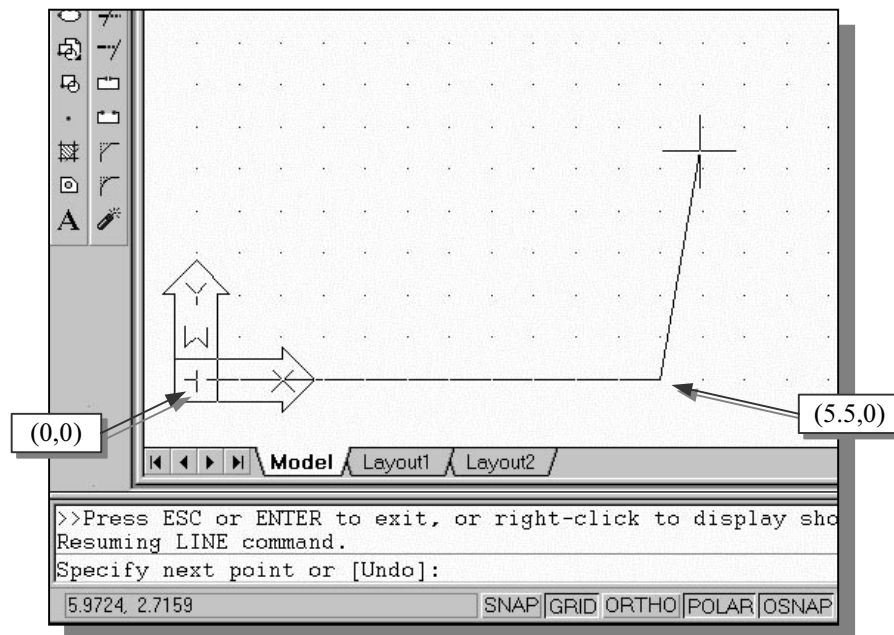 A
Y
W
X
(0,0)
(5.5,0)
Model Layout1 Layout2
>>Press ESC or ENTER to exit, or right-click to display sho
Resuming LINE command.
Specify next point or [Undo]:
5.9724, 2.7159 SNAP GRID ORTHO POLAR OSNAP